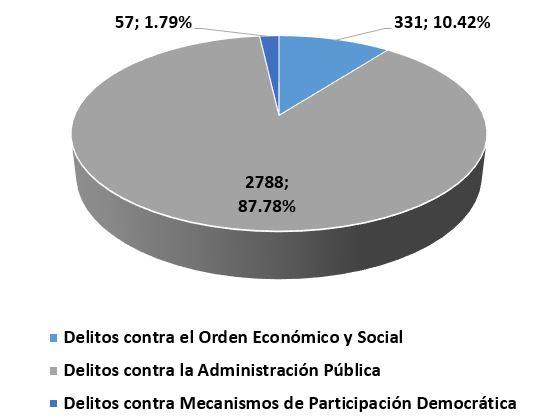 57; 1.79%
331; 10.42%
2788;
87.78%
Delitos contra el Orden Económico y Social
Delitos contra la Administración Pública
Delitos contra Mecanismos de Participación Democrática